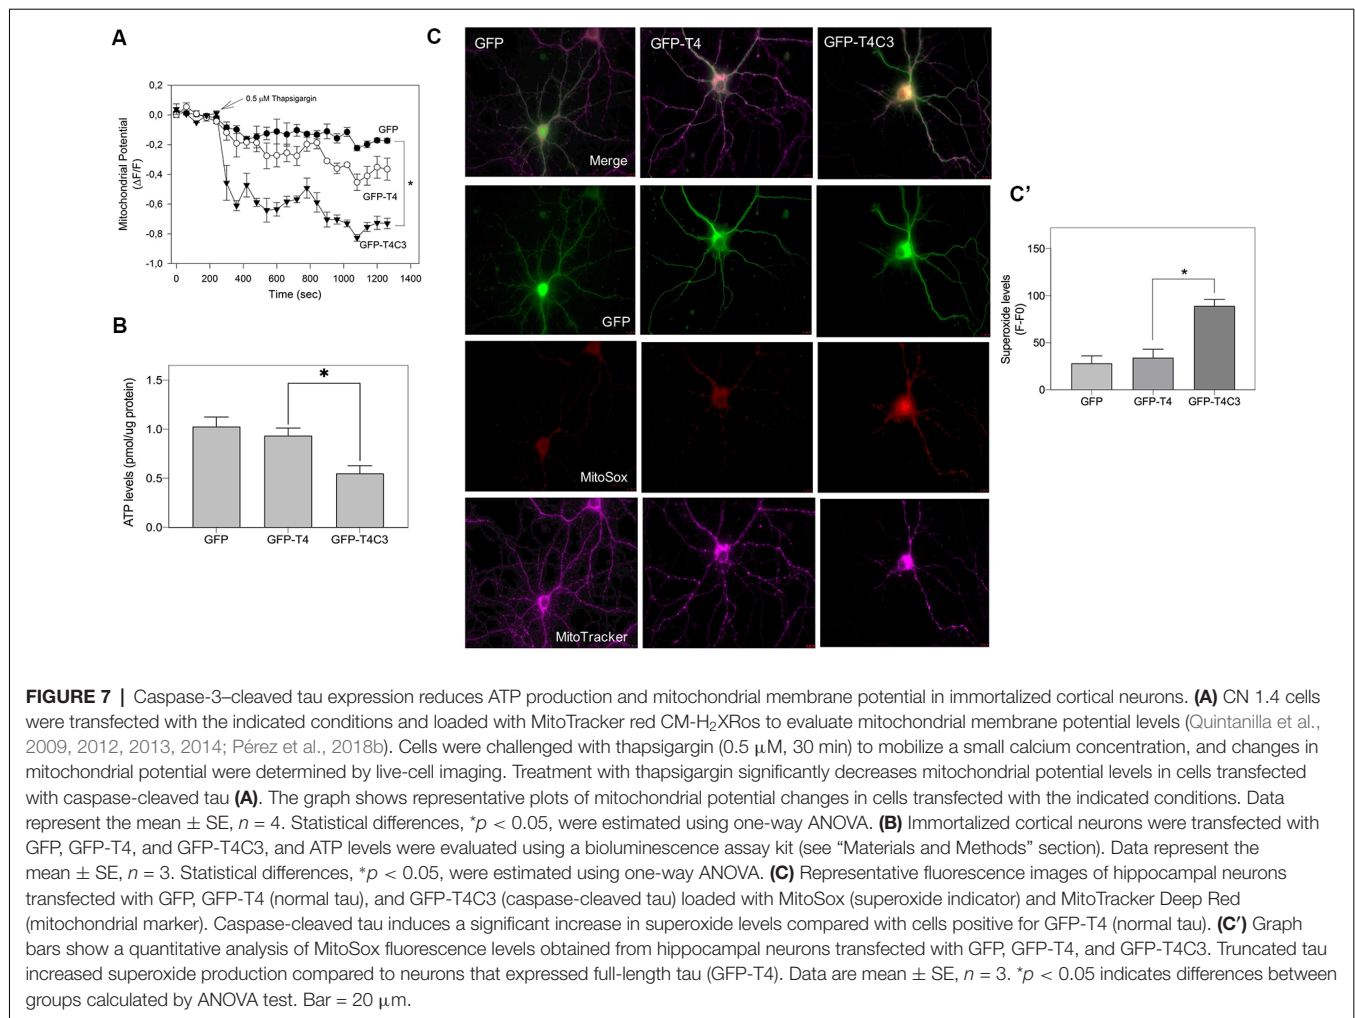 A
0,2
0,0
-0,2
-0,4
-0,6
-0,8
-1,0
Mitochondrial Potential
(ΔF/F)
0.5 μM Thapsigargin
GFP
GFP-T4
GFP-T4C3
*
0 200 400 600 800 1000 1200 1400
Time (sec)
B
1.5
1.0
0.5
0.0
ATP levels (pmol/ug protein)
*
GFP GFP-T4 GFP-T4C3
C
GFP
GFP-T4
GFP-T4C3
Merge
GFP
MitoSox
MitoTracker
C'
150
100
50
0
Superoxide levels
(F-F0)
*
GFP GFP-T4 GFP-T4C3
FIGURE 7 | Caspase-3–cleaved tau expression reduces ATP production and mitochondrial membrane potential in immortalized cortical neurons. (A) CN 1.4 cells
were transfected with the indicated conditions and loaded with MitoTracker red CM-H₂XRos to evaluate mitochondrial membrane potential levels (Quintanilla et al.,
2009, 2012, 2013, 2014; Pérez et al., 2018b). Cells were challenged with thapsigargin (0.5 μM, 30 min) to mobilize a small calcium concentration, and changes in
mitochondrial potential were determined by live-cell imaging. Treatment with thapsigargin significantly decreases mitochondrial potential levels in cells transfected
with caspase-cleaved tau (A). The graph shows representative plots of mitochondrial potential changes in cells transfected with the indicated conditions. Data
represent the mean ± SE, n = 4. Statistical differences, *p < 0.05, were estimated using one-way ANOVA. (B) Immortalized cortical neurons were transfected with
GFP, GFP-T4, and GFP-T4C3, and ATP levels were evaluated using a bioluminescence assay kit (see “Materials and Methods” section). Data represent the
mean ± SE, n = 3. Statistical differences, *p < 0.05, were estimated using one-way ANOVA. (C) Representative fluorescence images of hippocampal neurons
transfected with GFP, GFP-T4 (normal tau), and GFP-T4C3 (caspase-cleaved tau) loaded with MitoSox (superoxide indicator) and MitoTracker Deep Red
(mitochondrial marker). Caspase-cleaved tau induces a significant increase in superoxide levels compared with cells positive for GFP-T4 (normal tau). (C′) Graph
bars show a quantitative analysis of MitoSox fluorescence levels obtained from hippocampal neurons transfected with GFP, GFP-T4, and GFP-T4C3. Truncated tau
increased superoxide production compared to neurons that expressed full-length tau (GFP-T4). Data are mean ± SE, n = 3. *p < 0.05 indicates differences between
groups calculated by ANOVA test. Bar = 20 μm.